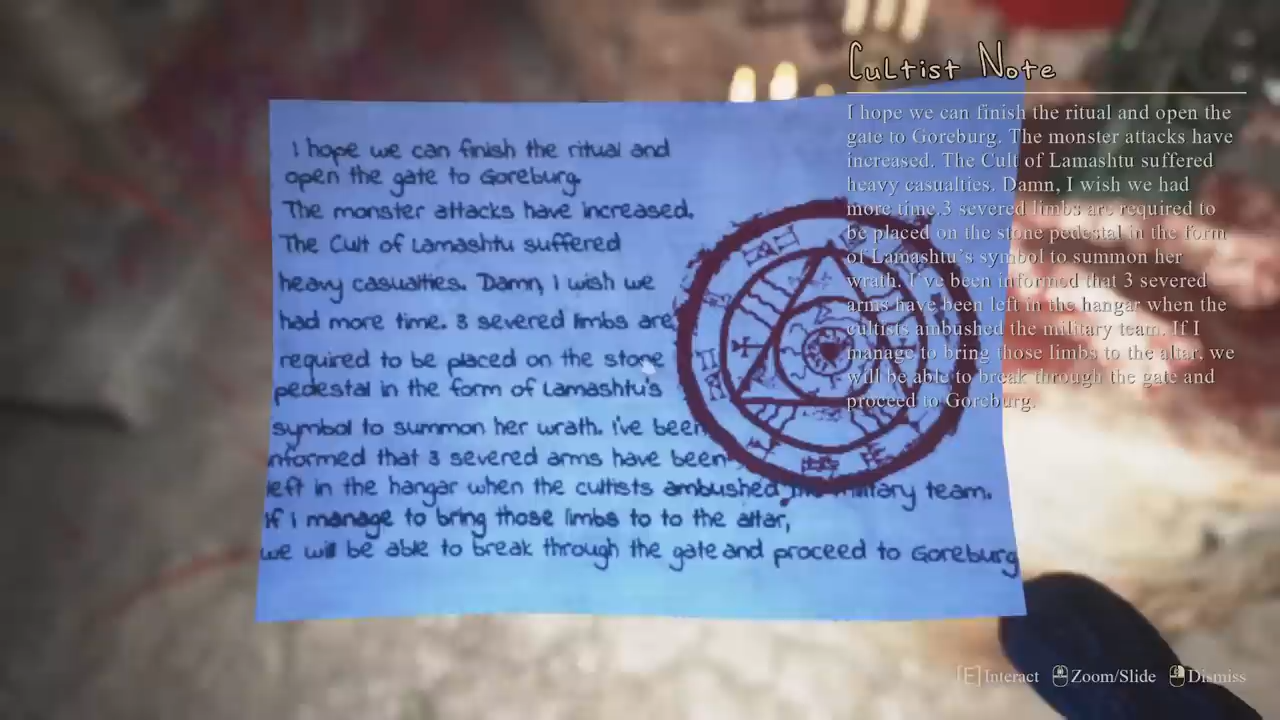 I hope we can finish the ritual and
open the gate to Goreburg.
The monster attacks have increased.
The Cult of Lamashtu suffered
heavy casualties. Damn, I wish we
had more time. 3 severed limbs are
required to be placed on the stone
pedestal in the form of Lamashtu's
symbol to summon her wrath. i've been
informed that 3 severed arms have been
left in the hangar when the cultists ambushed the military team.
If i manage to bring those limbs to to the altar,
we will be able to break through the gate and proceed to Goreburg
Cultist Note
I hope we can finish the ritual and open the
gate to Goreburg. The monster attacks have
increased. The Cult of Lamashtu suffered
heavy casualties. Damn, I wish we had
more time.3 severed limbs are required to
be placed on the stone pedestal in the form
of Lamashtu's symbol to summon her
wrath. I've been informed that 3 severed
arms have been left in the hangar when the
cultists ambushed the military team. If I
manage to bring those limbs to the altar, we
will be able to break through the gate and
proceed to Goreburg.
[E]Interact Zoom/Slide Dismiss